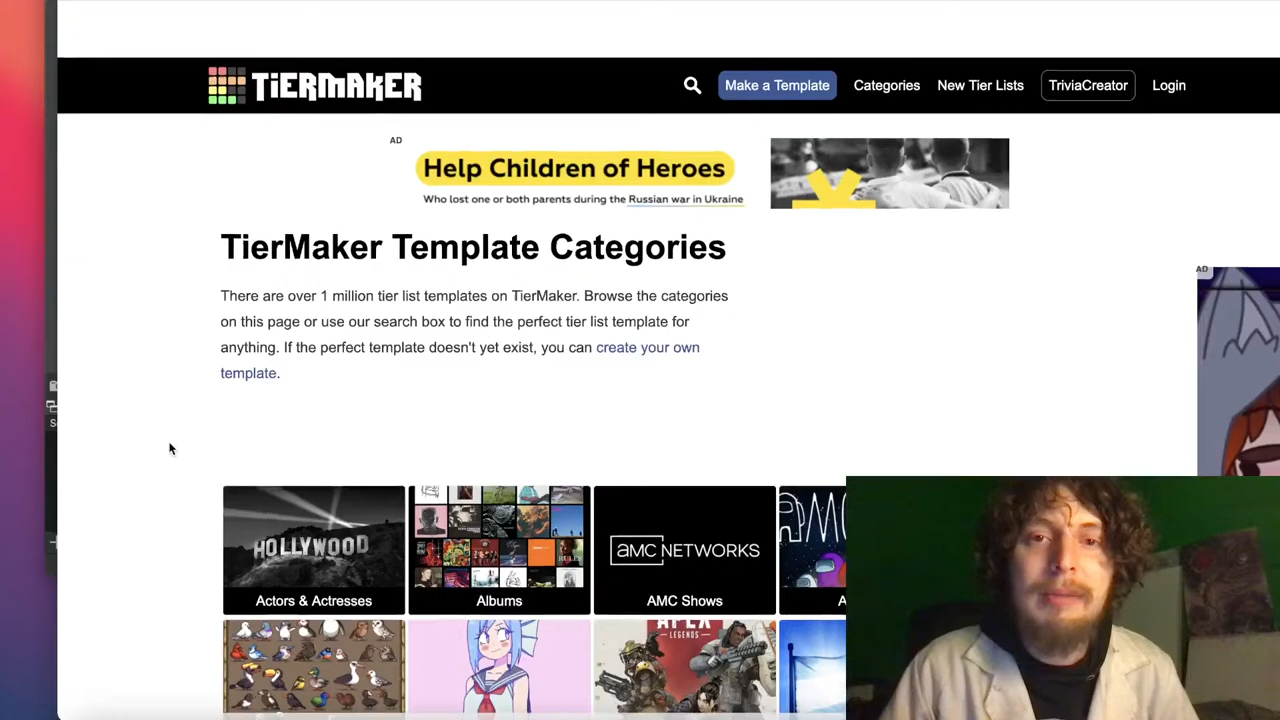 TiERMAKER
Make a Template
Categories
New Tier Lists
TriviaCreator
Login
AD
Help Children of Heroes
Who lost one or both parents during the Russian war in Ukraine
TierMaker Template Categories
AD
There are over 1 million tier list templates on TierMaker. Browse the categories
on this page or use our search box to find the perfect tier list template for
anything. If the perfect template doesn't yet exist, you can create your own
template.
HOLLYWOOD
aMC NETWORKS
Actors & Actresses
Albums
AMC Shows
APEX
LEGENDS